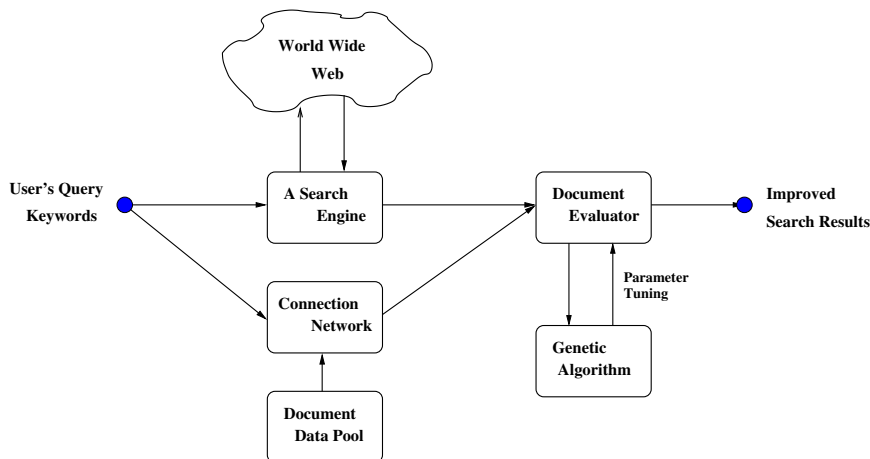 World Wide
Web
User's Query
Keywords
A Search
Engine
Document
Evaluator
Improved
Search Results
Connection
Network
Parameter
Tuning
Genetic
Algorithm
Document
Data Pool